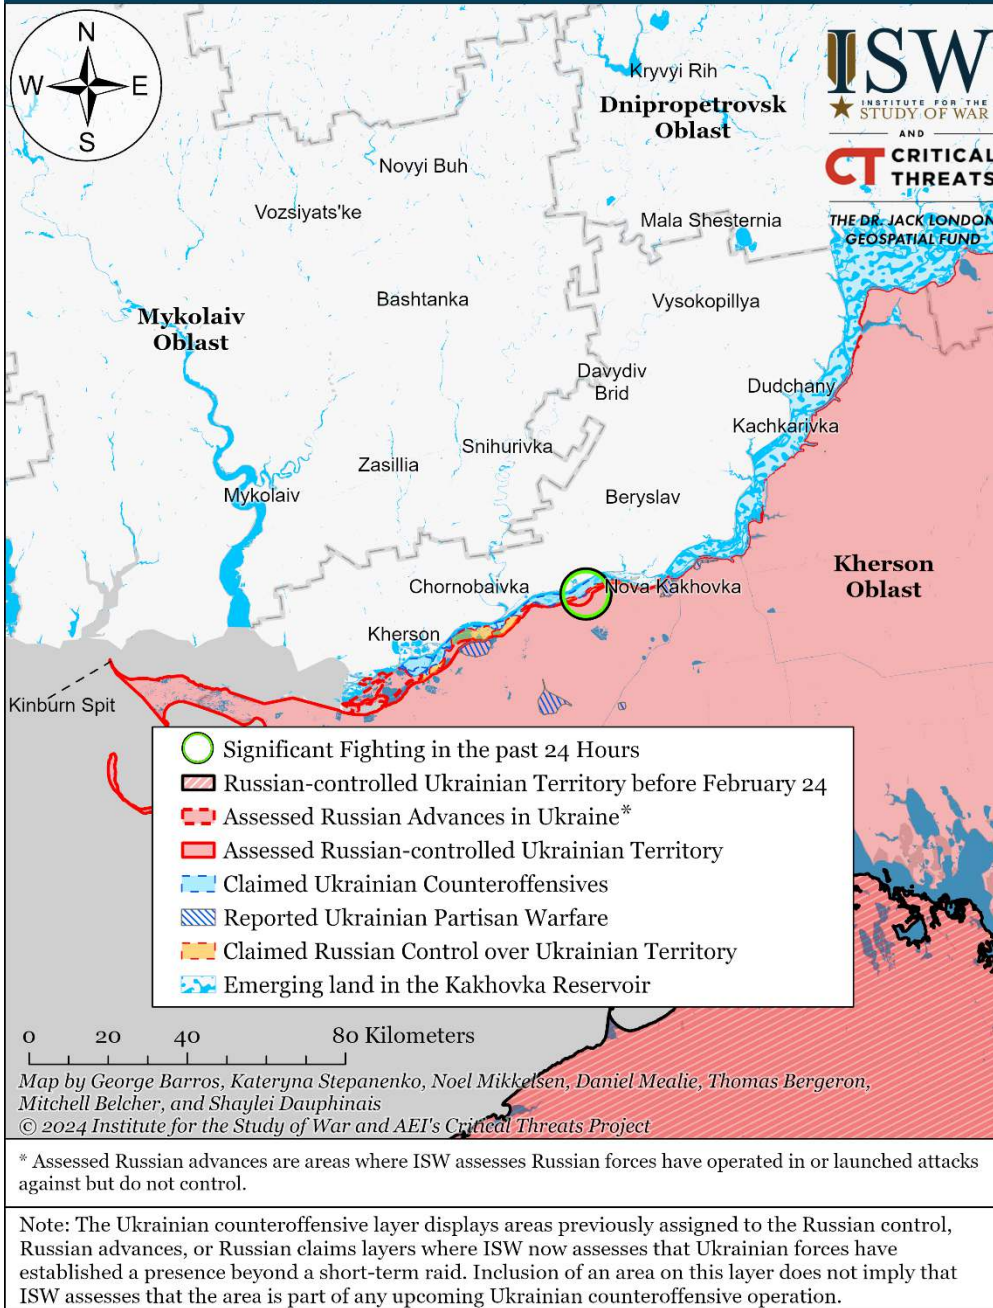 N
W E
S
ISW
INSTITUTE FOR THE
STUDY OF WAR
AND
CT CRITICAL
THREATS
THE DR. JACK LONDON
GEOSPATIAL FUND
Kryvyi Rih
Dnipropetrovsk
Oblast
Novyi Buh
Vozsiyats'ke
Mala Shesternia
Bashtanka
Vysokopillya
Mykolaiv
Oblast
Davydiv
Brid
Dudchany
Kachkarivka
Snihurivka
Zasillia
Mykolaiv
Beryslav
Kherson
Oblast
Chornobaivka
Nova Kakhovka
Kherson
Kinburn Spit
Significant Fighting in the past 24 Hours
Russian-controlled Ukrainian Territory before February 24
Assessed Russian Advances in Ukraine*
Assessed Russian-controlled Ukrainian Territory
Claimed Ukrainian Counteroffensives
Reported Ukrainian Partisan Warfare
Claimed Russian Control over Ukrainian Territory
Emerging land in the Kakhovka Reservoir
0 20 40 80 Kilometers
Map by George Barros, Kateryna Stepanenko, Noel Mikkelsen, Daniel Mealie, Thomas Bergeron,
Mitchell Belcher, and Shaylei Dauphinais
© 2024 Institute for the Study of War and AEI's Critical Threats Project
* Assessed Russian advances are areas where ISW assesses Russian forces have operated in or launched attacks
against but do not control.
Note: The Ukrainian counteroffensive layer displays areas previously assigned to the Russian control,
Russian advances, or Russian claims layers where ISW now assesses that Ukrainian forces have
established a presence beyond a short-term raid. Inclusion of an area on this layer does not imply that
ISW assesses that the area is part of any upcoming Ukrainian counteroffensive operation.